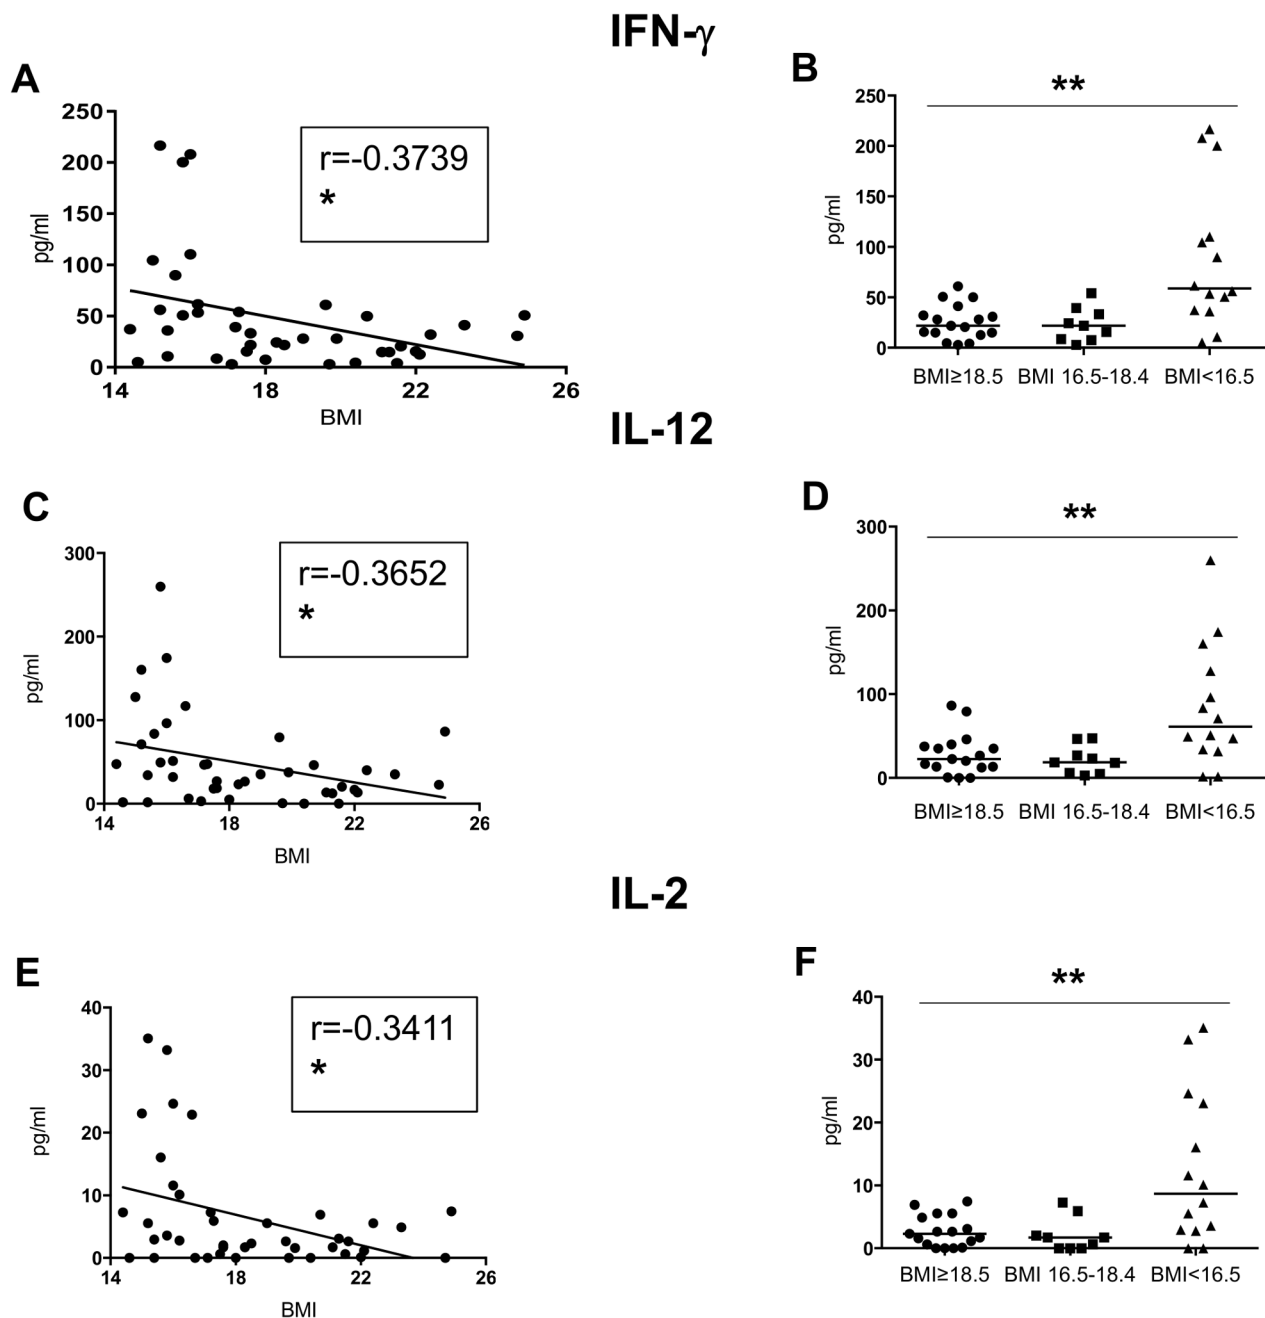 IFN-γ
A
250
200
150
100
50
0
pg/ml
14
18
22
26
BMI
r=-0.3739
*
B
**
250
200
150
100
50
0
pg/ml
BMI≥18.5
BMI 16.5-18.4
BMI<16.5
IL-12
C
300
200
100
0
pg/ml
14
18
22
26
BMI
r=-0.3652
*
D
**
300
200
100
0
pg/ml
BMI≥18.5
BMI 16.5-18.4
BMI<16.5
IL-2
E
40
30
20
10
0
pg/ml
14
18
22
26
BMI
r=-0.3411
*
F
**
40
30
20
10
0
pg/ml
BMI≥18.5
BMI 16.5-18.4
BMI<16.5